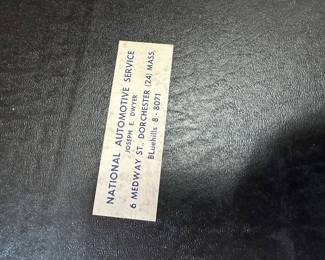 NATIONAL AUTOMOTIVE SERVICE
JOSEPH E. DWYER
6 MEDWAY ST., DORCHESTER (24) MASS.
BLuehills 8 - 8071